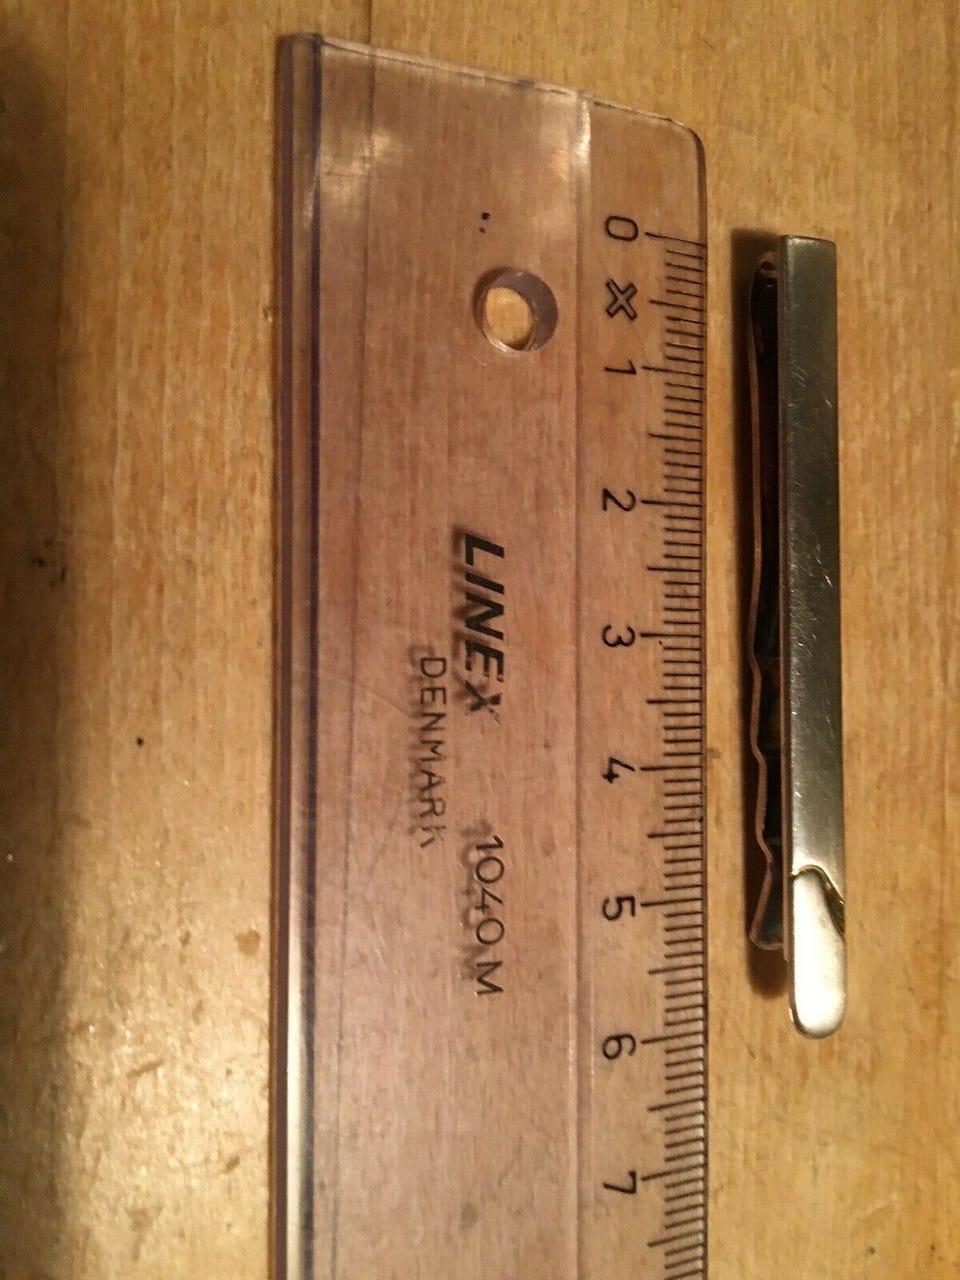 0 x 1 2 3 4 5 6 7
LINEX 1040 M
DENMARK